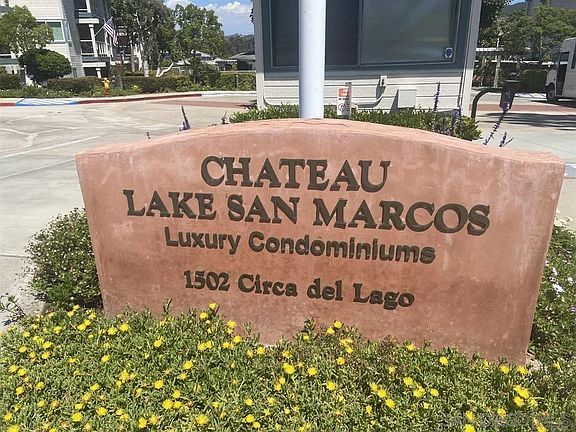 CHATEAU
LAKE SAN MARCOS
Luxury Condominiums
1502 Circa del Lago